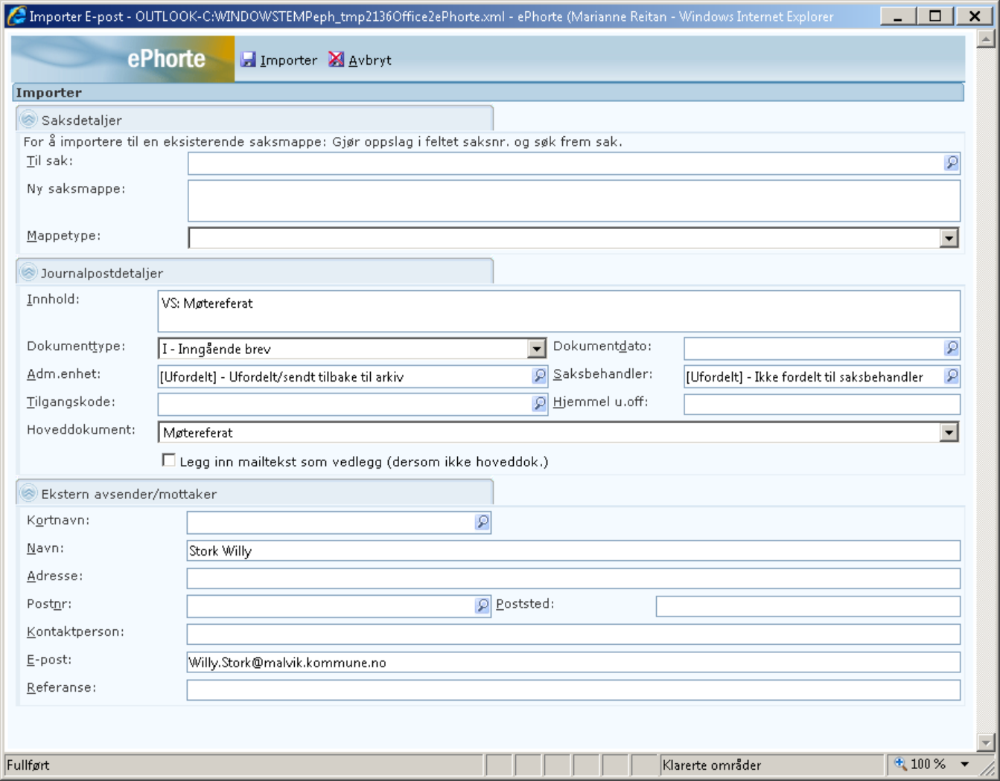 Importer E-post - OUTLOOK-C:WINDOWSTEMPeph_tmp2136Office2ePhorte.xml - ePhorte (Marianne Reitan - Windows Internet Explorer
ePhorte Importer Avbryt
Importer
Saksdetaljer
For å importere til en eksisterende saksmappe: Gjør oppslag i feltet saksnr. og søk frem sak.
Til sak:
Ny saksmappe:
Mappetype:
Journalpostdetaljer
Innhold: VS: Møtereferat
Dokumenttype: I - Inngående brev Dokumentdato:
Adm.enhet: [Ufordelt] - Ufordelt/sendt tilbake til arkiv Saksbehandler: [Ufordelt] - Ikke fordelt til saksbehandler
Tilgangskode: Hjemmel u.off:
Hoveddokument: Møtereferat
Legg inn mailtekst som vedlegg (dersom ikke hoveddok.)
Ekstern avsender/mottaker
Kortnavn:
Navn: Stork Willy
Adresse:
Postnr: Poststed:
Kontaktperson:
E-post: Willy.Stork@malvik.kommune.no
Referanse:
Fullført Klarerte områder 100 %